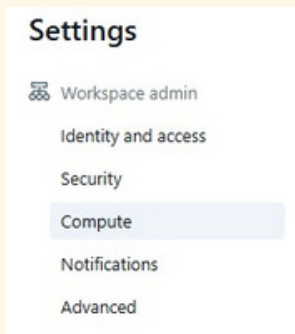 Settings
Workspace admin
Identity and access
Security
Compute
Notifications
Advanced